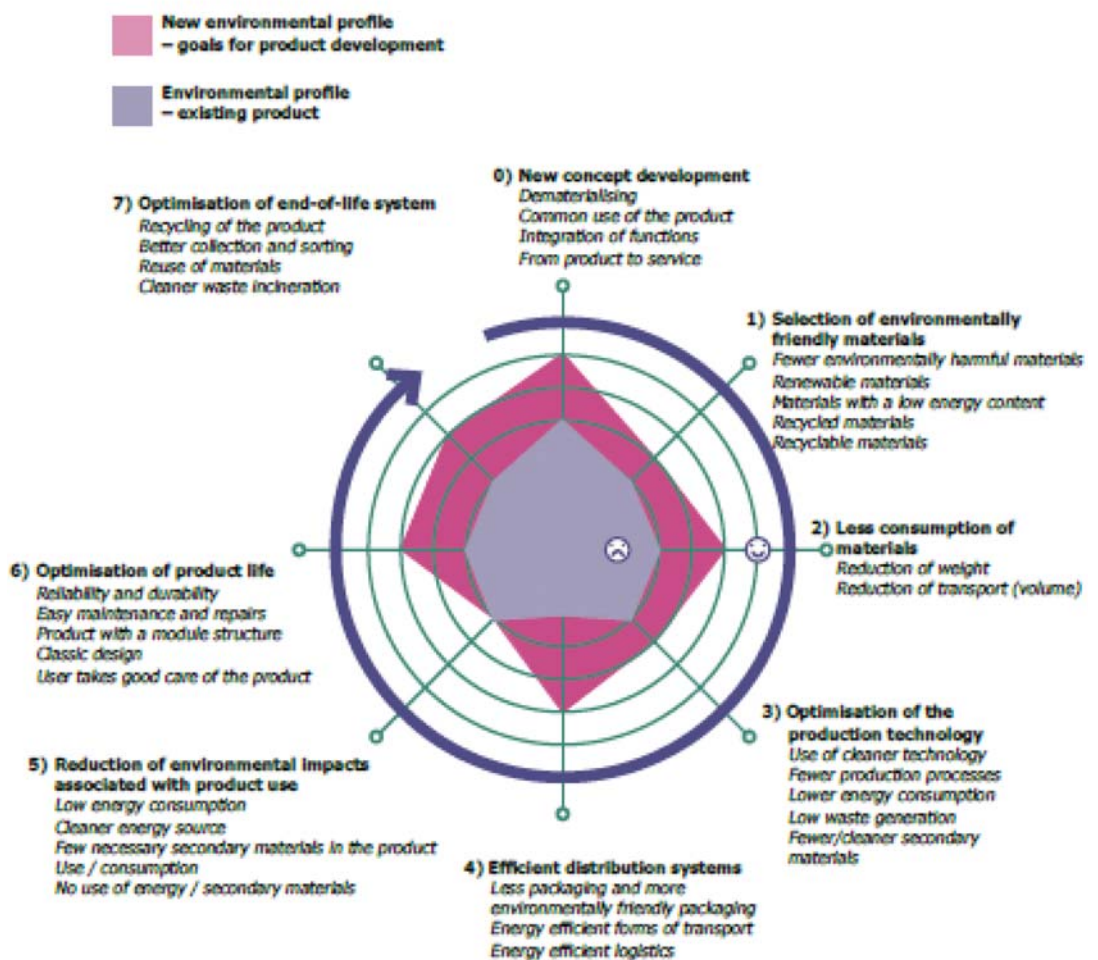 New environmental profile
– goals for product development
Environmental profile
– existing product
0) New concept development
Dematerialising
Common use of the product
Integration of functions
From product to service
7) Optimisation of end-of-life system
Recycling of the product
Better collection and sorting
Reuse of materials
Cleaner waste incineration
1) Selection of environmentally
friendly materials
Fewer environmentally harmful materials
Renewable materials
Materials with a low energy content
Recycled materials
Recyclable materials
2) Less consumption of
materials
Reduction of weight
Reduction of transport (volume)
6) Optimisation of product life
Reliability and durability
Easy maintenance and repairs
Product with a module structure
Classic design
User takes good care of the product
3) Optimisation of the
production technology
Use of cleaner technology
Fewer production processes
Lower energy consumption
Low waste generation
Fewer/cleaner secondary
materials
5) Reduction of environmental impacts
associated with product use
Low energy consumption
Cleaner energy source
Few necessary secondary materials in the product
Use / consumption
No use of energy / secondary materials
4) Efficient distribution systems
Less packaging and more
environmentally friendly packaging
Energy efficient forms of transport
Energy efficient logistics